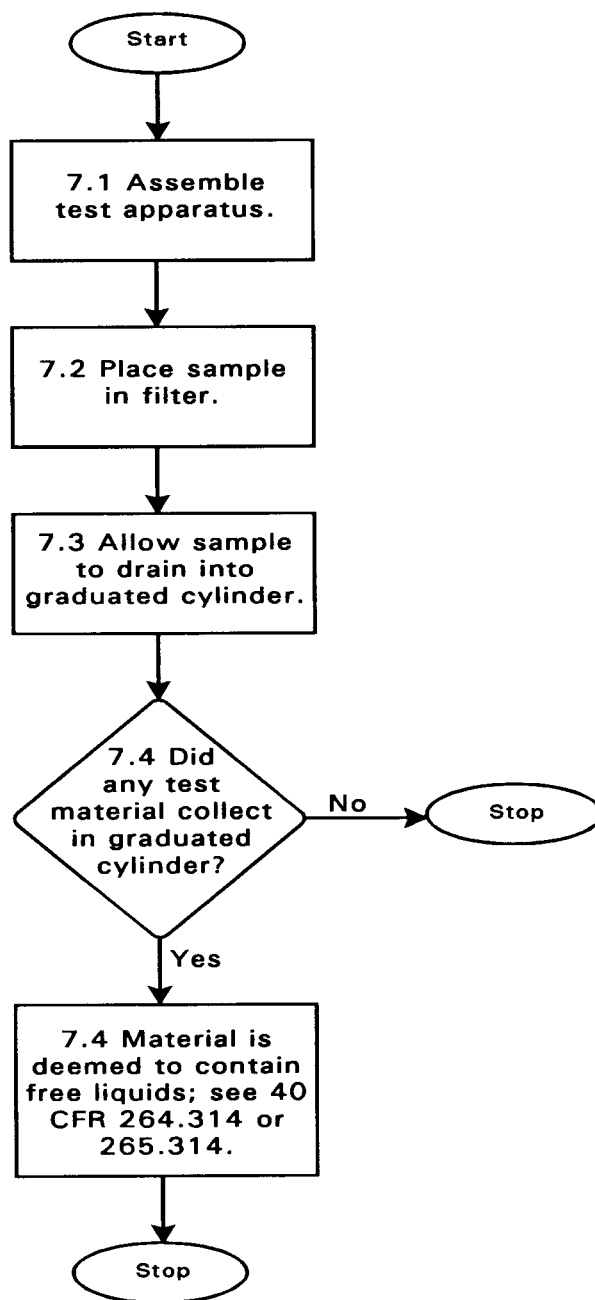 Start
7.1 Assemble
test apparatus.
7.2 Place sample
in filter.
7.3 Allow sample
to drain into
graduated cylinder.
7.4 Did
any test
material collect
in graduated
cylinder?
No
Stop
Yes
7.4 Material is
deemed to contain
free liquids; see 40
CFR 264.314 or
265.314.
Stop